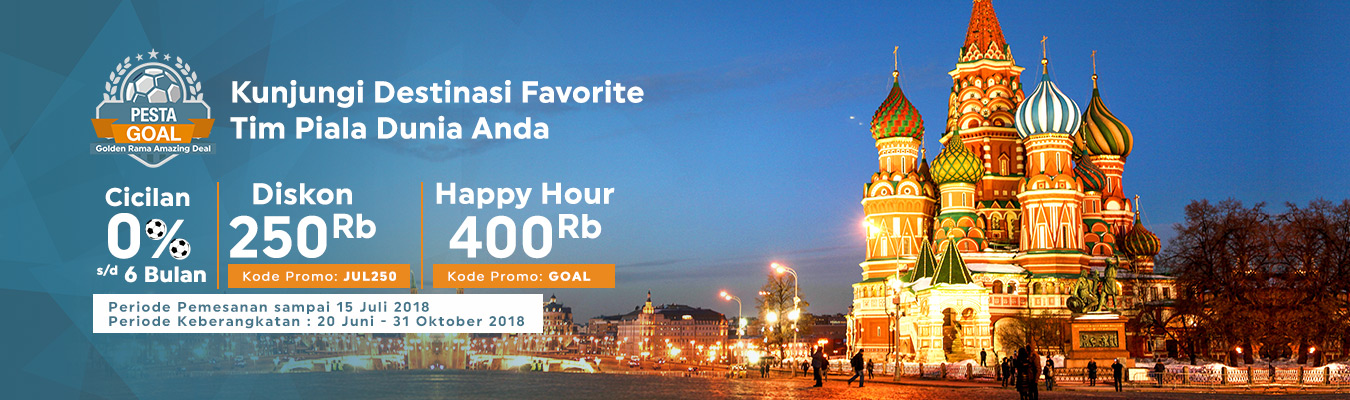 PESTA
GOAL
Golden Rama Amazing Deal
Kunjungi Destinasi Favorite
Tim Piala Dunia Anda
Cicilan
0%
s/d 6 Bulan
Diskon
250Rb
Kode Promo: JUL250
Happy Hour
400Rb
Kode Promo: GOAL
Periode Pemesanan sampai 15 Juli 2018
Periode Keberangkatan : 20 Juni - 31 Oktober 2018